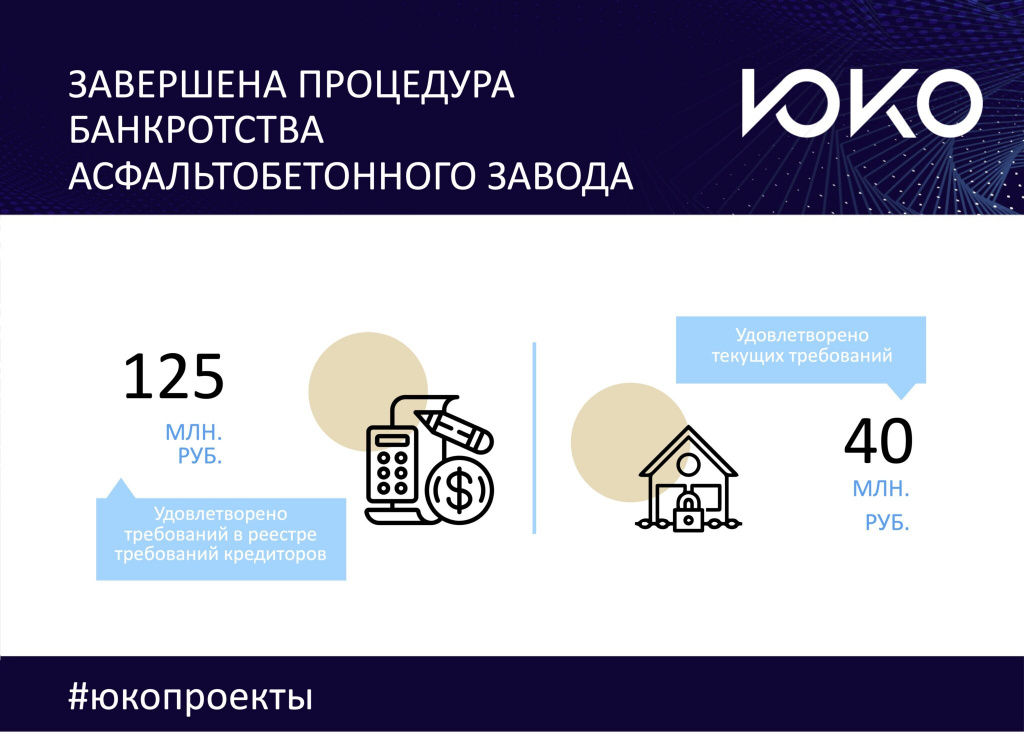 ЗАВЕРШЕНА ПРОЦЕДУРА
БАНКРОТСТВА
АСФАЛЬТОБЕТОННОГО ЗАВОДА
ЮКО
125
МЛН.
РУБ.
Удовлетворено
требований в реестре
требований кредиторов
$
Удовлетворено
текущих требований
40
МЛН.
РУБ.
#юкопроекты